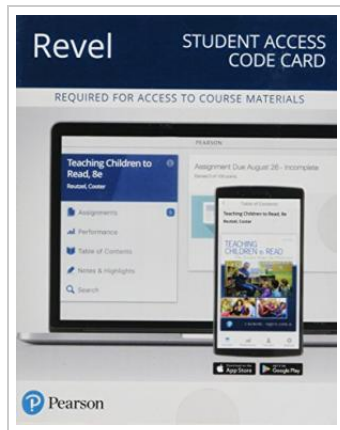 Revel
STUDENT ACCESS
CODE CARD
REQUIRED FOR ACCESS TO COURSE MATERIALS
PEARSON
Teaching Children to
Read, 8e
Reutzel, Cooter
Assignments
Performance
Table of Contents
Notes & Highlights
Search
Assignment Due August 26 - Incomplete
Table of Contents
Teaching Children to Read, 8e
Reutzel, Cooter
TEACHING
CHILDREN to READ
App Store
Google Play
Pearson